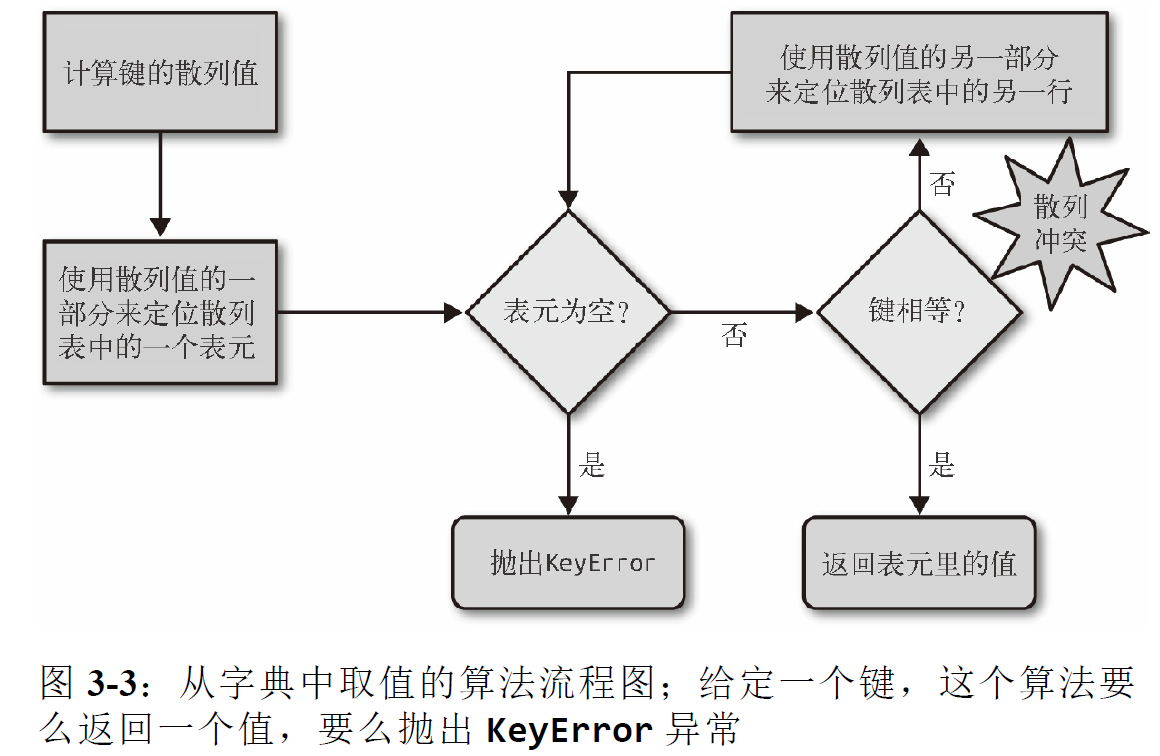 计算键的散列值
使用散列值的一
部分来定位散列
表中的一个表元
表元为空?
否
键相等?
否
散列
冲突
使用散列值的另一部分
来定位散列表中的另一行
是
抛出KeyError
是
返回表元里的值
图 3-3：从字典中取值的算法流程图；给定一个键，这个算法要
么返回一个值，要么抛出 KeyError 异常